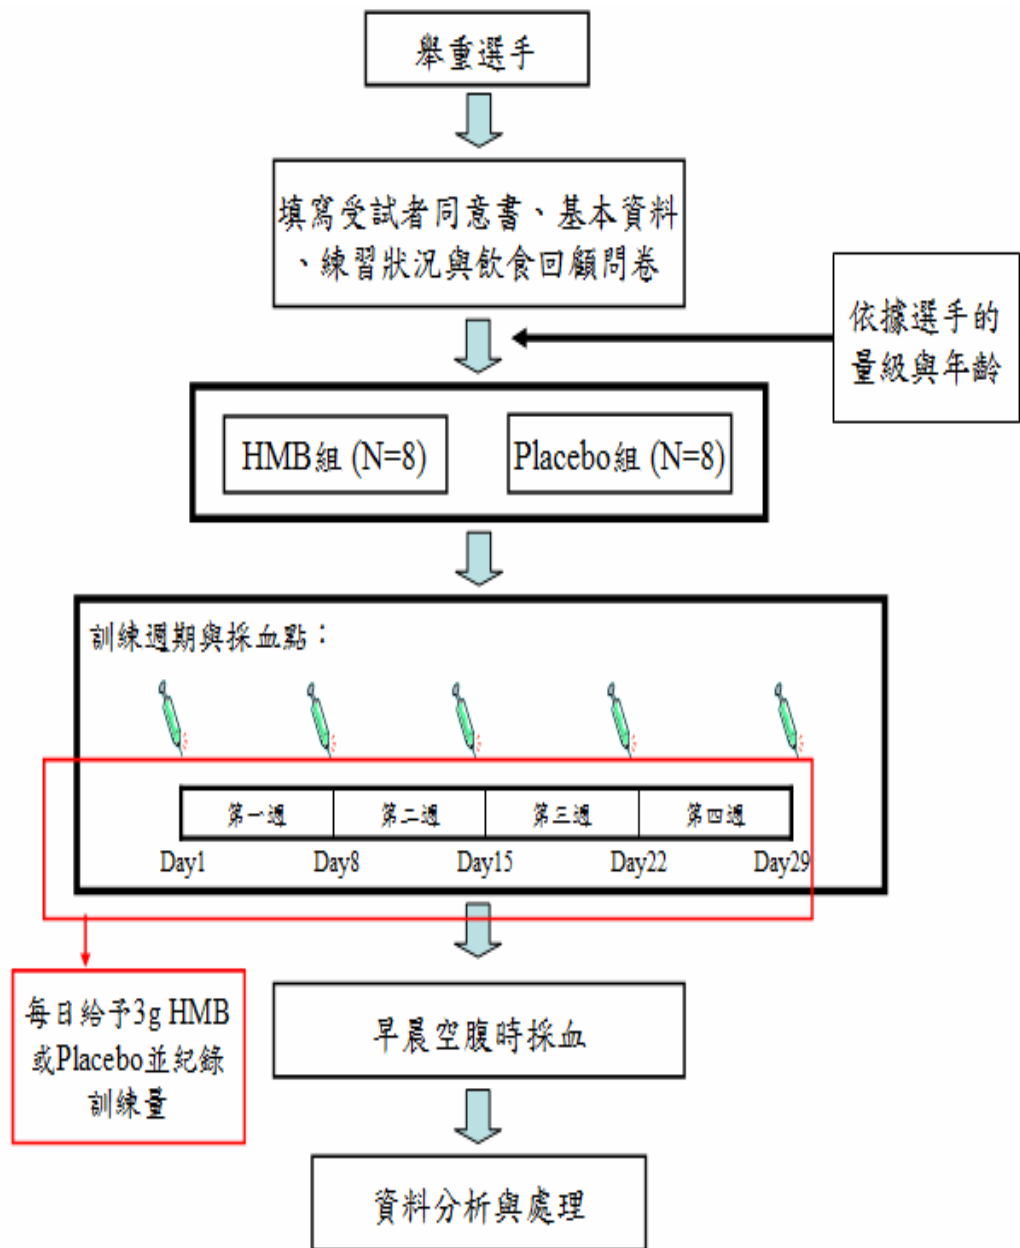 舉重選手
填寫受試者同意書、基本資料
、練習狀況與飲食回顧問卷
依據選手的
量級與年齡
HMB組 (N=8)
Placebo組 (N=8)
訓練週期與採血點：
第一週
第二週
第三週
第四週
Day1
Day8
Day15
Day22
Day29
每日給予3g HMB
或Placebo並紀錄
訓練量
早晨空腹時採血
資料分析與處理